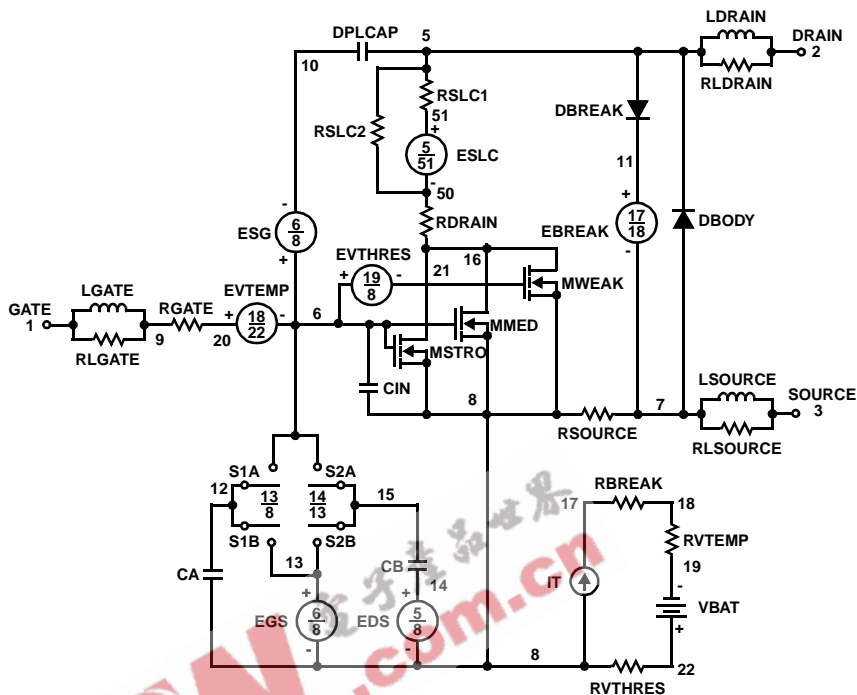 LDRAIN
DPLCAP 5 DRAIN
10 2
RSLC1 RLDRAIN
51
RSLC2 + DBREAK
5/51 ESLC
11
- -
50
+
RDRAIN 17/18
ESG 6/8 EBREAK DBODY
EVTHRES 16 -
+ + 19/8 - 21
MWEAK
LGATE EVTEMP
GATE RGATE + - 6
1 18/22 MMED
9 20 MSTRO
RLGATE
LSOURCE
CIN 8 7 SOURCE
3
RSOURCE
RLSOURCE
S1A S2A
12 13/8 14/13 15 RBREAK
17 18
S1B S2B
RVTEMP
13 CB
CA 19
+ + 14 IT -
EGS 6/8 EDS 5/8 VBAT
+
- - 8 22
RVTHRES
.com.cn